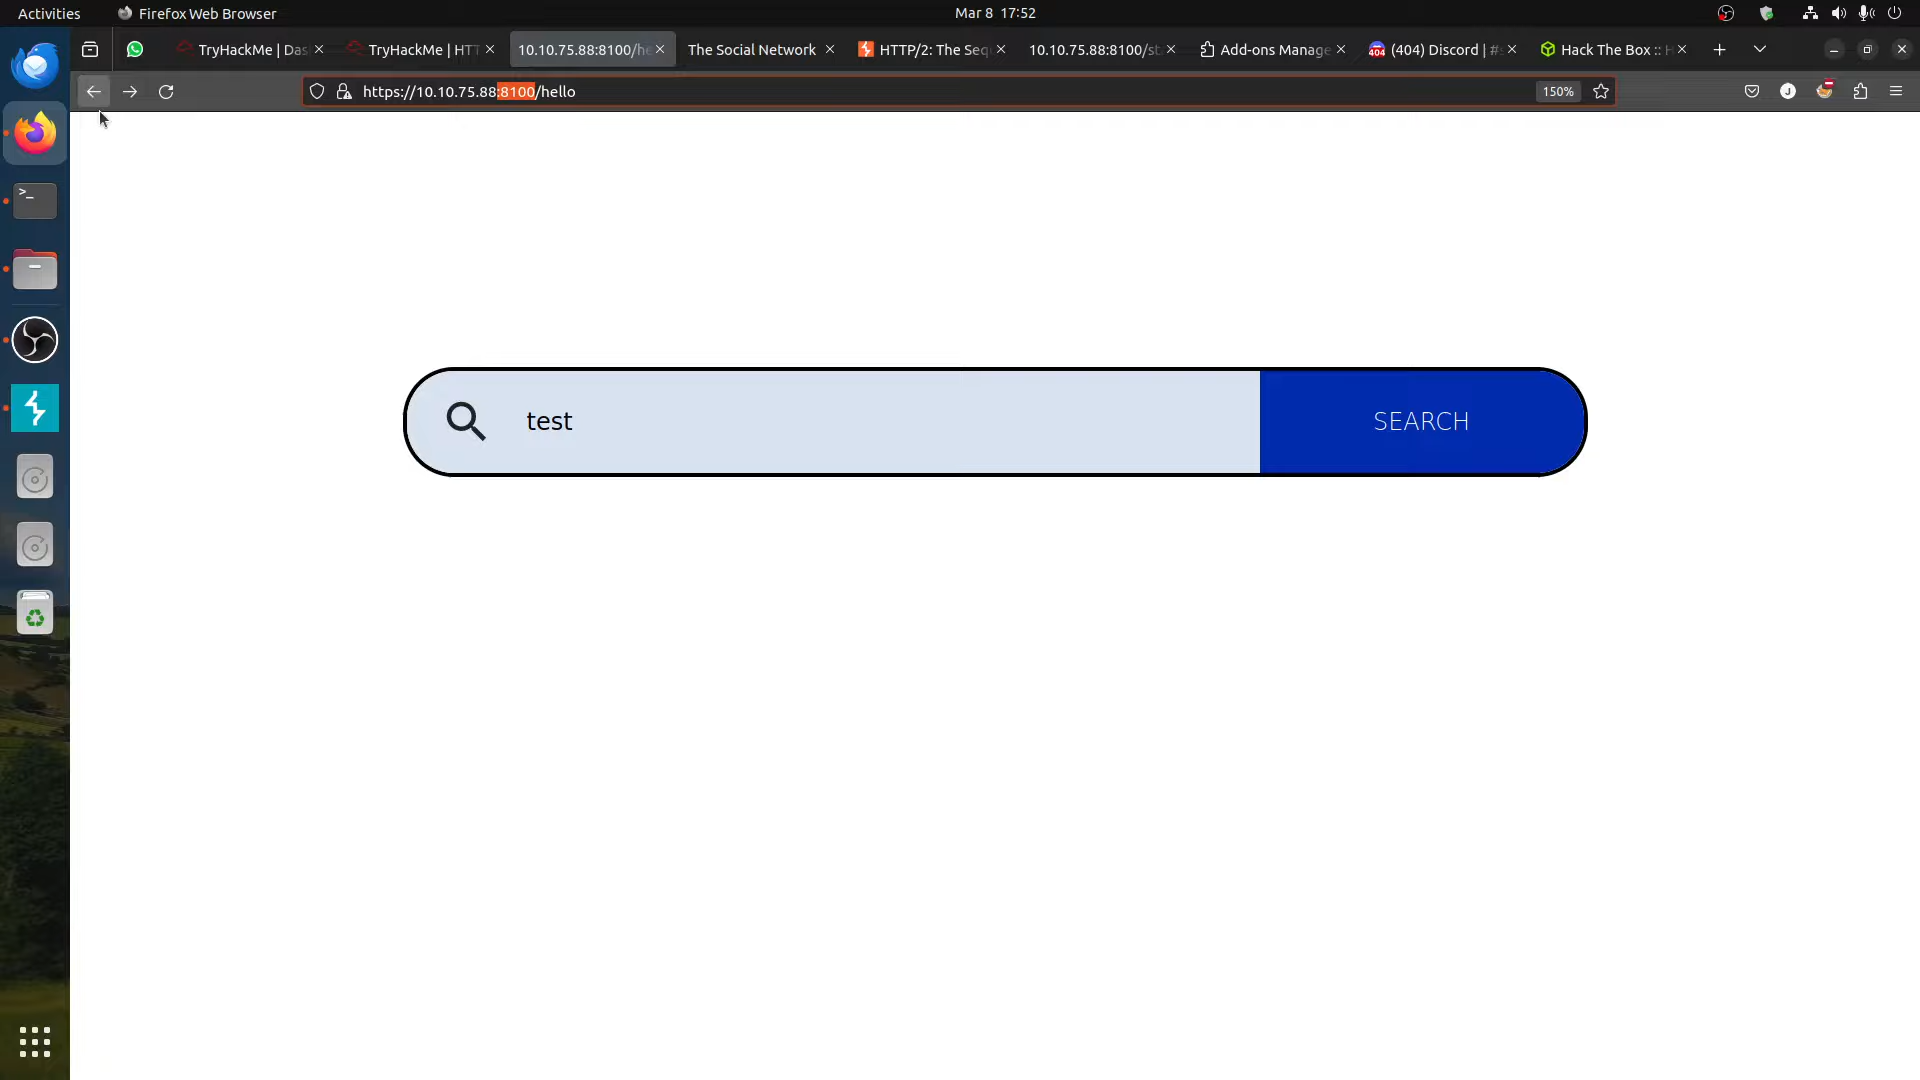 Activities
Firefox Web Browser
Mar 8 17:52
TryHackMe | Das
TryHackMe | HTT
10.10.75.88:8100/he
The Social Network
HTTP/2: The Seq
10.10.75.88:8100/st
Add-ons Manage
(404) Discord | #
Hack The Box :: H
https://10.10.75.88:8100/hello
150%
J
test
SEARCH